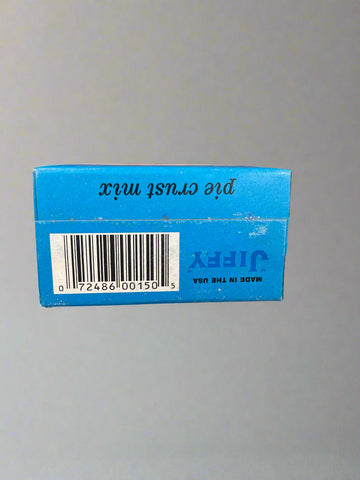 pie crust mix
"JIFFY"
MADE IN THE USA
0 72486 00150 5